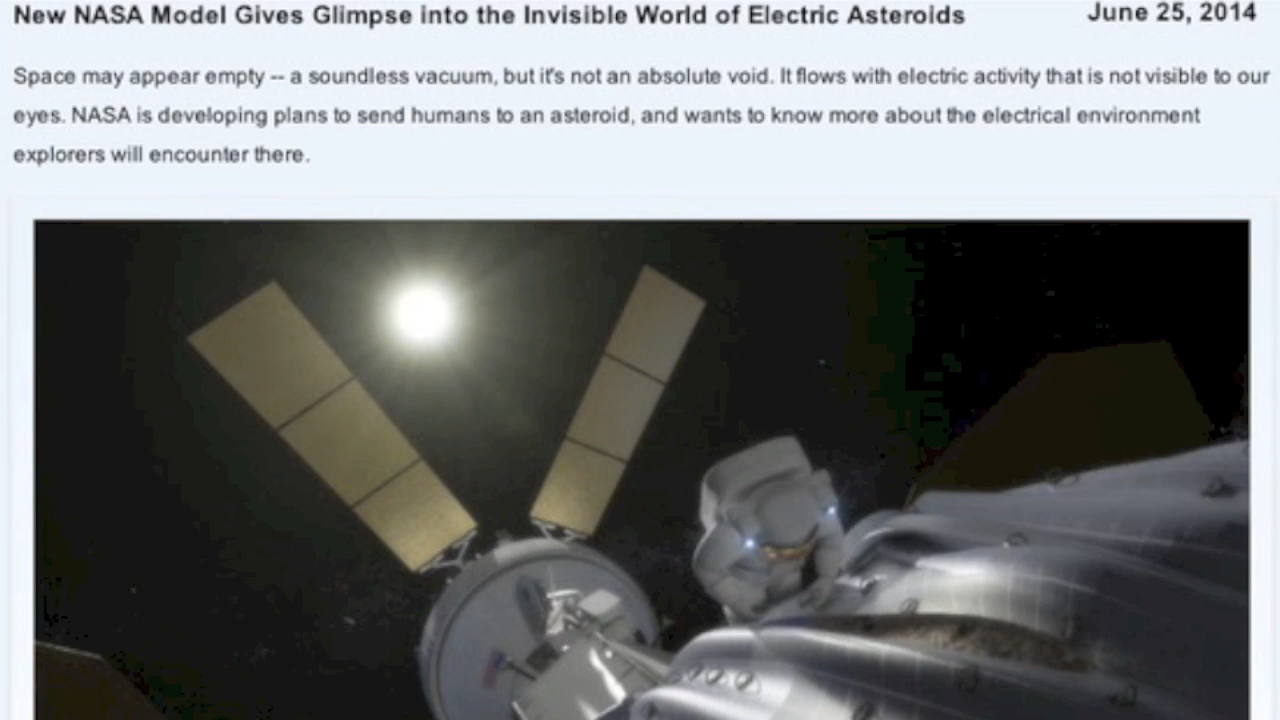 New NASA Model Gives Glimpse into the Invisible World of Electric Asteroids June 25, 2014
Space may appear empty -- a soundless vacuum, but it's not an absolute void. It flows with electric activity that is not visible to our
eyes. NASA is developing plans to send humans to an asteroid, and wants to know more about the electrical environment
explorers will encounter there.